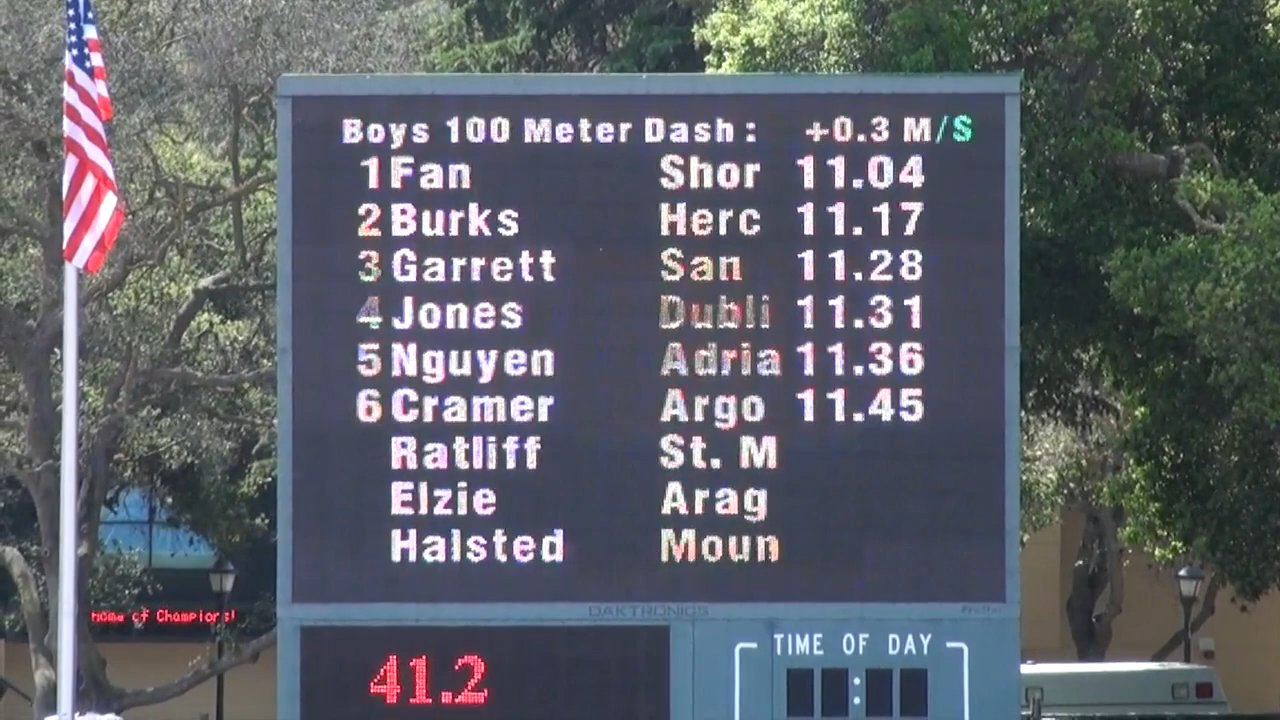 Boys 100 Meter Dash: +0.3 M/S
1 Fan Shor 11.04
2 Burks Herc 11.17
3 Garrett San 11.28
4 Jones Dubli 11.31
5 Nguyen Adria 11.36
6 Cramer Argo 11.45
Ratliff St. M
Elzie Arag
Halsted Moun
Home of Champions!
DAKTRONICS
TIME OF DAY
:
41.2